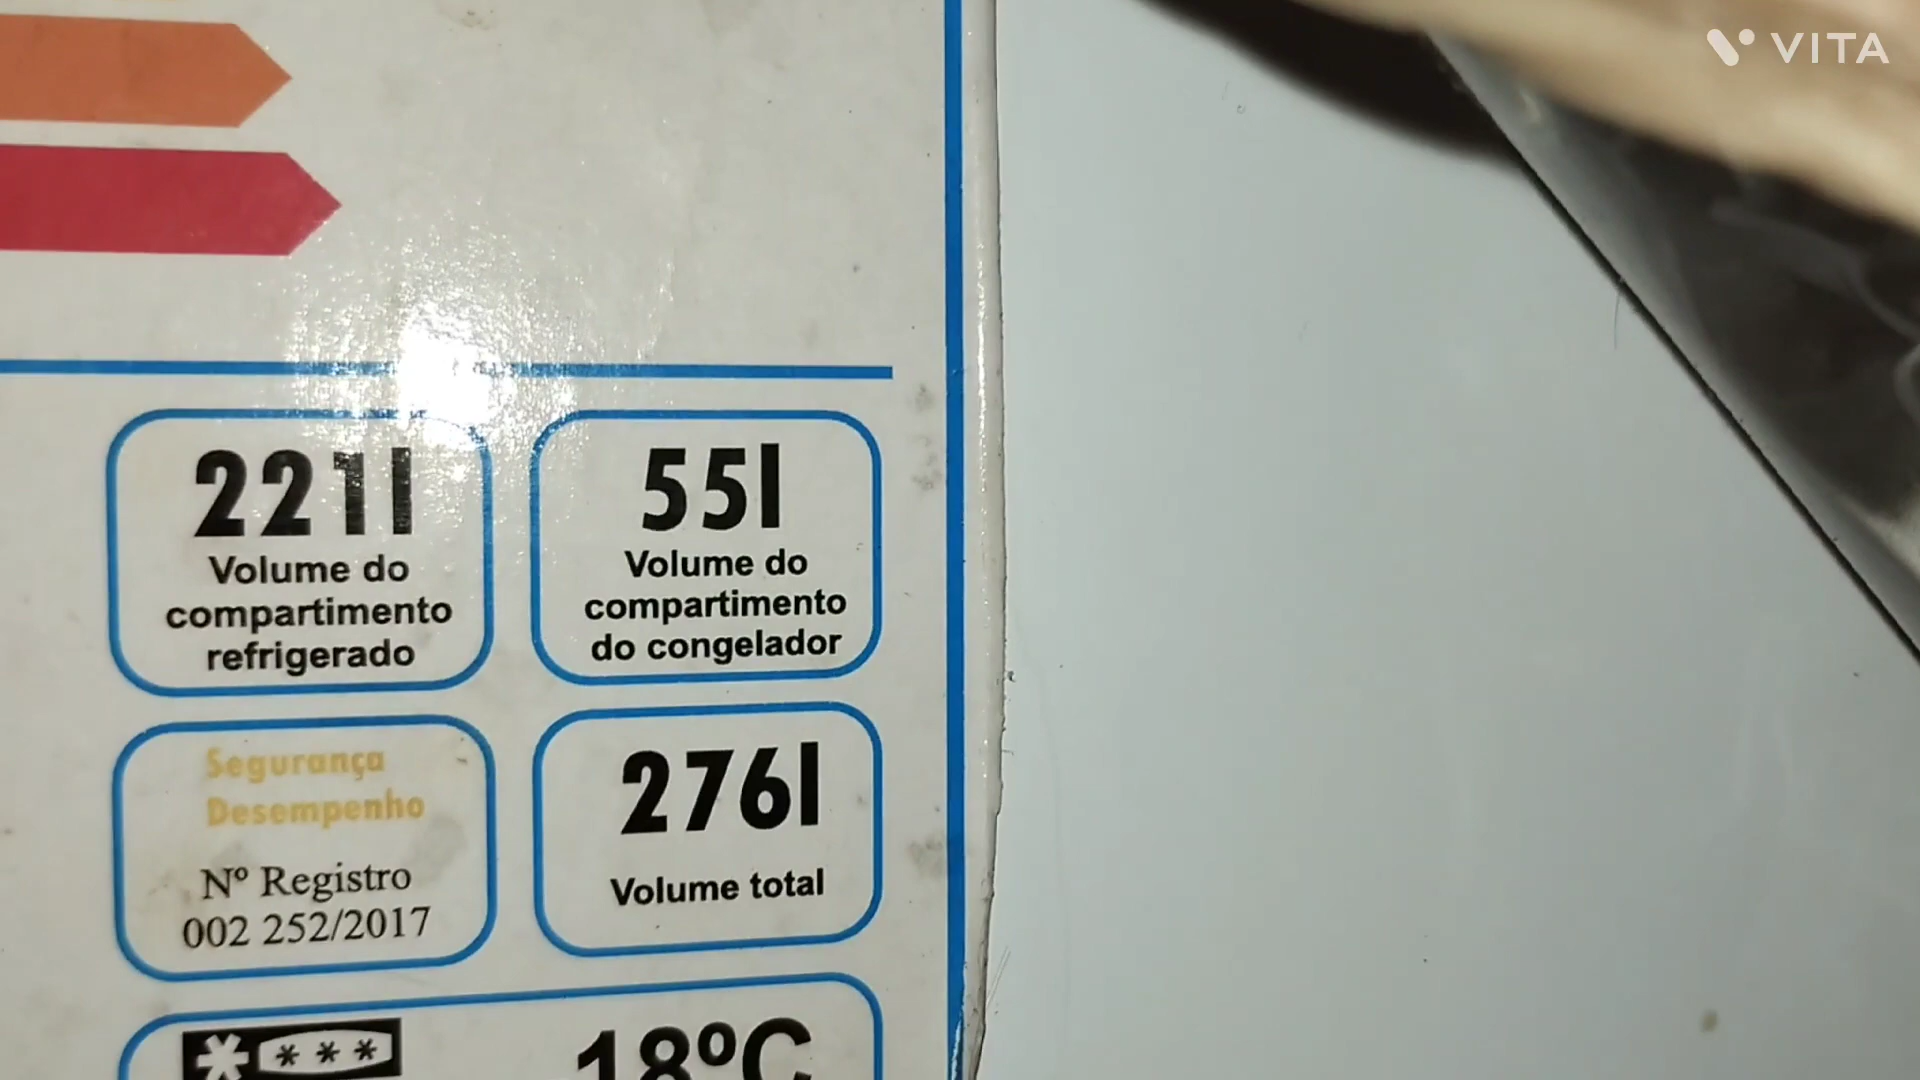 VITA
221l
Volume do
compartimento
refrigerado
55l
Volume do
compartimento
do congelador
Segurança
Desempenho
Nº Registro
002 252/2017
276l
Volume total
18ºC